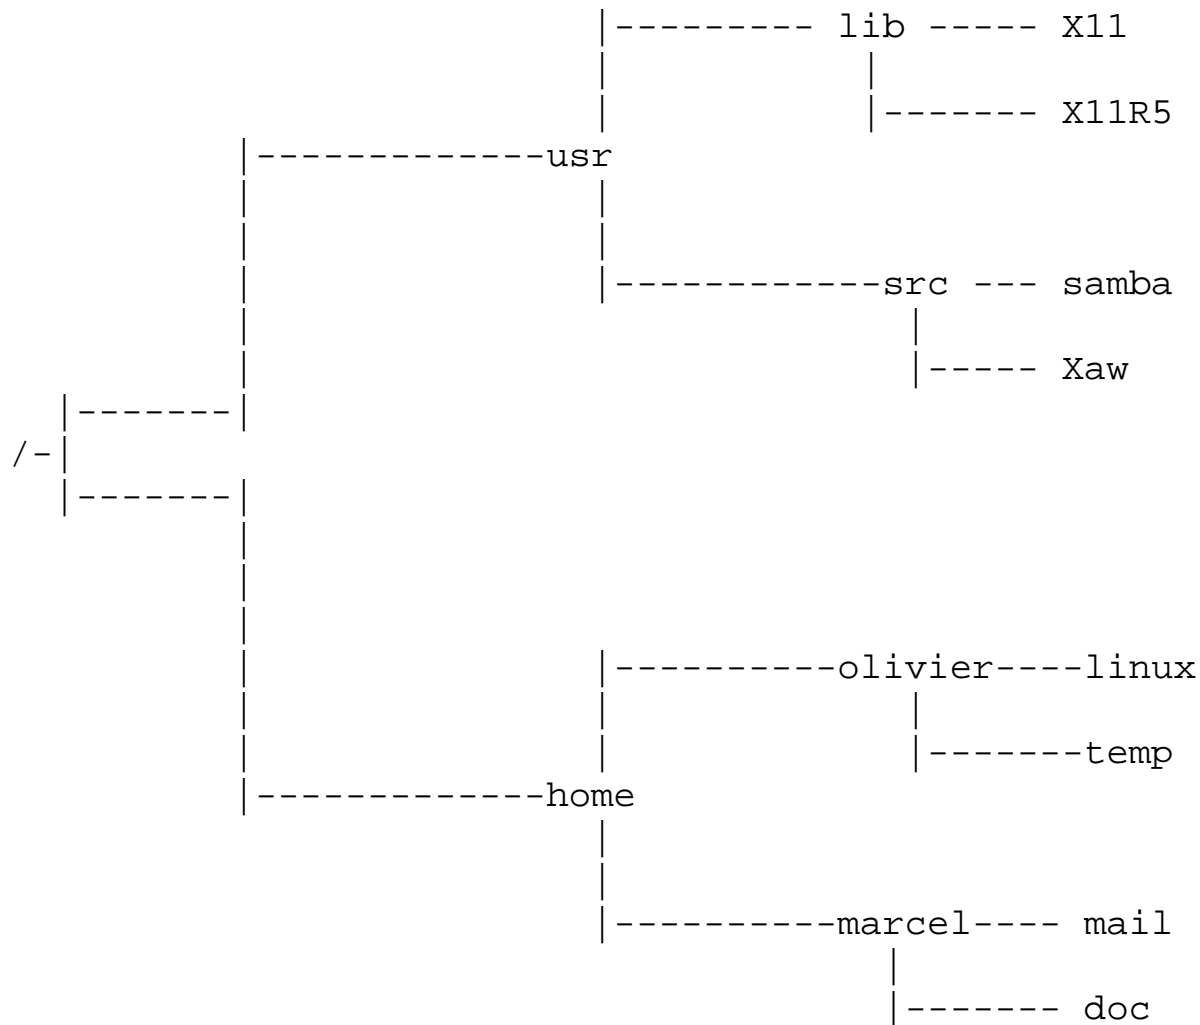 |--------- lib ----- X11
|           |
|           |------- X11R5
|-------------usr
|               |
|               |
|               |------------src --- samba
|                             |
|                             |----- Xaw
|-------|
/-|
|-------|
|
|
|
|               |----------olivier----linux
|               |             |
|               |             |-------temp
|-------------home
|
|
|----------marcel---- mail
|
|------- doc